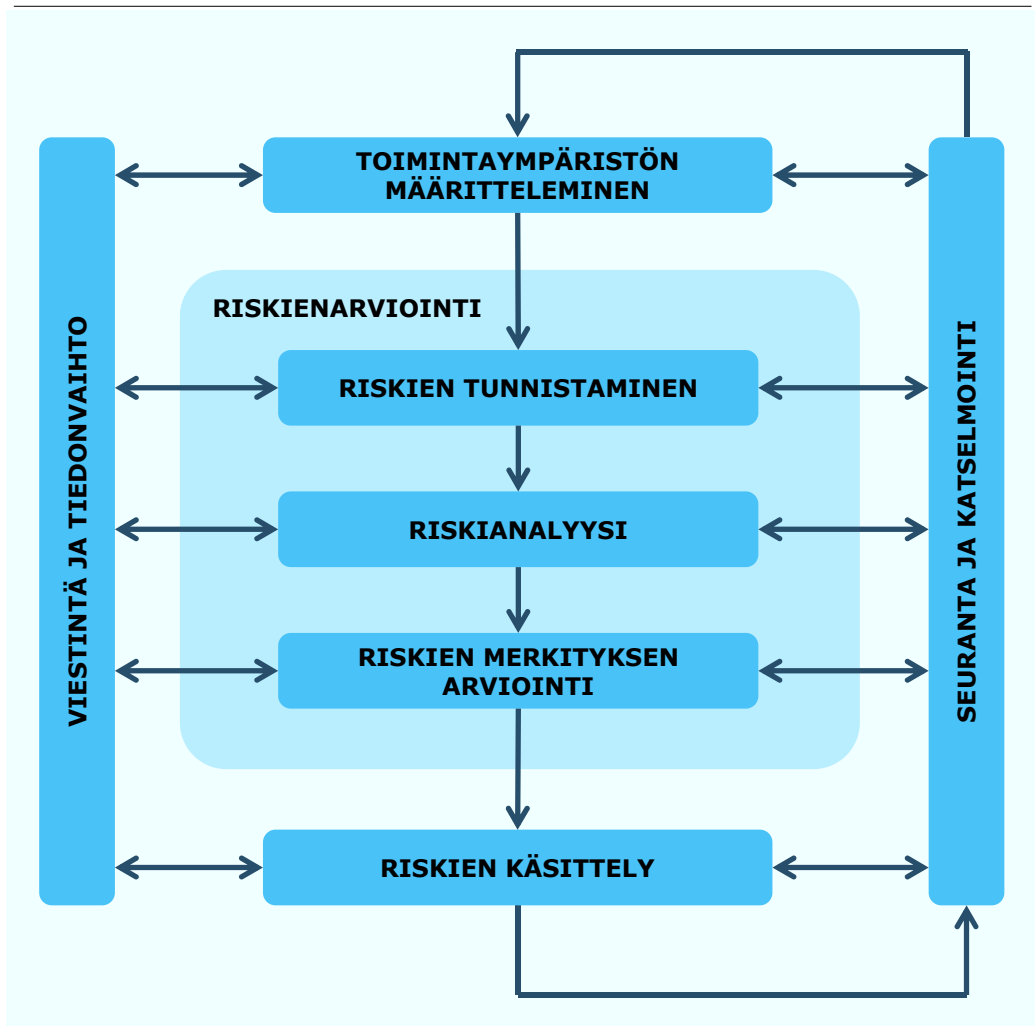 TOIMINTAYMPÄRISTÖN
MÄÄRITTELEMINEN
RISKIENARVIOINTI
RISKIEN TUNNISTAMINEN
RISKIANALYYSI
RISKIEN MERKITYKSEN
ARVIOINTI
RISKIEN KÄSITTELY
VIESTINTÄ JA TIEDONVAIHTO
SEURANTA JA KATSELMOINTI